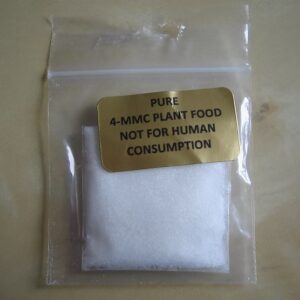 PURE
4-MMC PLANT FOOD
NOT FOR HUMAN
CONSUMPTION